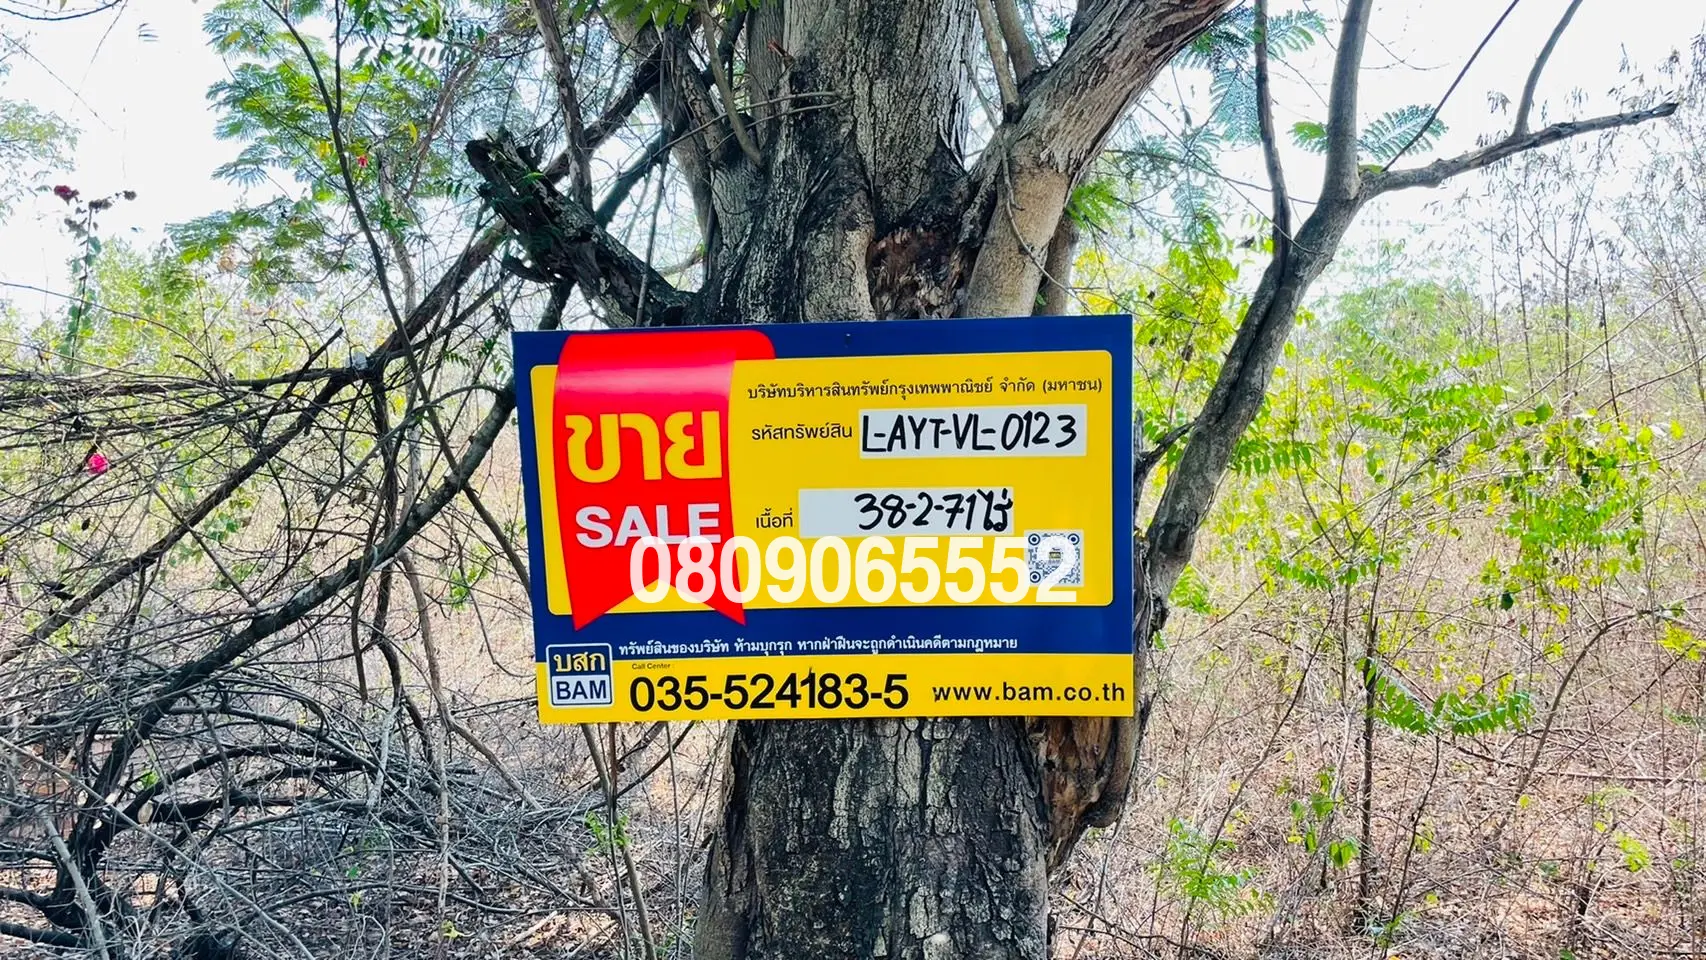 บริษัทบริหารสินทรัพย์กรุงเทพพาณิชย์ จำกัด (มหาชน)
ขาย
SALE
รหัสทรัพย์สิน L-AYT-VL-0123
เนื้อที่ 38-2-71ไร่
0809065552
ทรัพย์สินของบริษัท ห้ามบุกรุก หากฝ่าฝืนจะถูกดำเนินคดีตามกฎหมาย
บสก
BAM
Call Center :
035-524183-5 www.bam.co.th